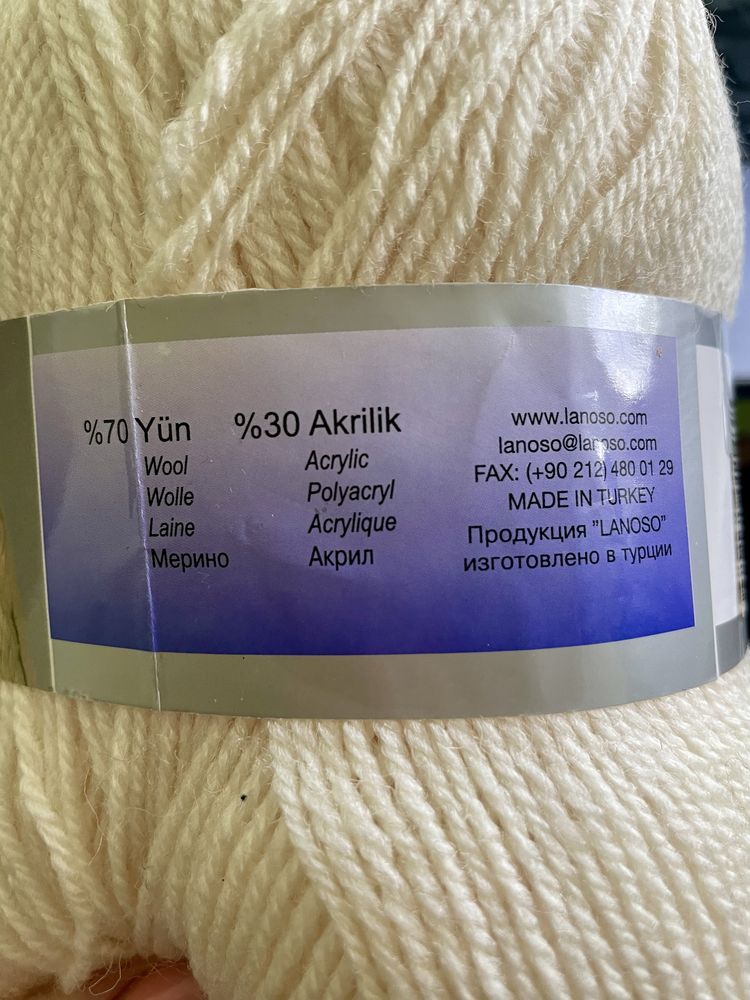 %70 Yün
Wool
Wolle
Laine
Мерино
%30 Akrilik
Acrylic
Polyacryl
Acrylique
Акрил
www.lanoso.com
lanoso@lanoso.com
FAX: (+90 212) 480 01 29
MADE IN TURKEY
Продукция "LANOSO"
изготовлено в турции